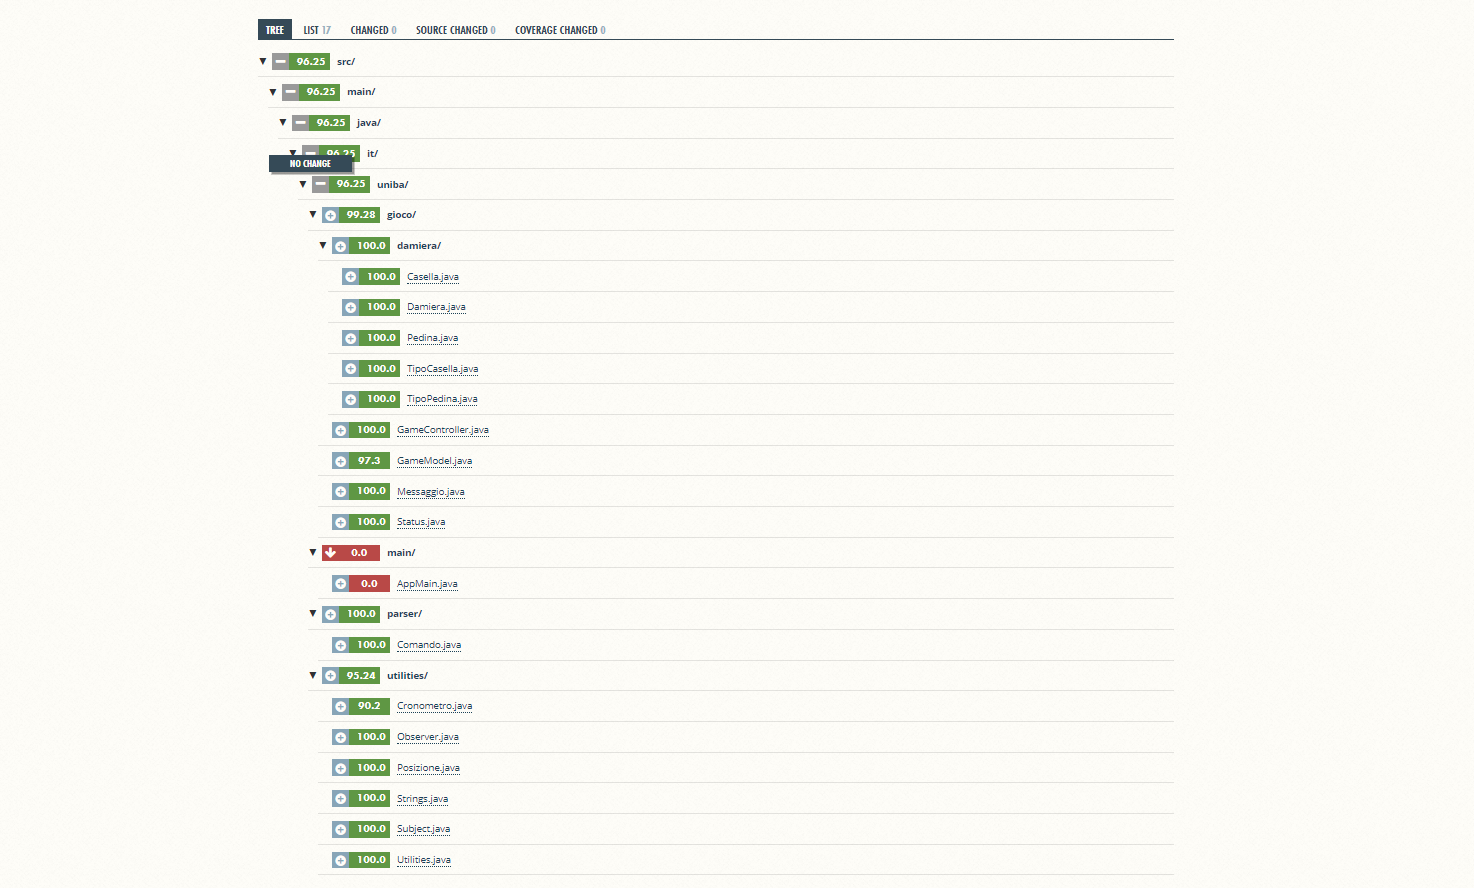 TREE LIST 17 CHANGED 0 SOURCE CHANGED 0 COVERAGE CHANGED 0
96.25 src/
96.25 main/
96.25 java/
96.25 it/
NO CHANGE
96.25 uniba/
99.28 gioco/
100.0 damiera/
100.0 Casella.java
100.0 Damiera.java
100.0 Pedina.java
100.0 TipoCasella.java
100.0 TipoPedina.java
100.0 GameController.java
97.3 GameModel.java
100.0 Messaggio.java
100.0 Status.java
0.0 main/
0.0 AppMain.java
100.0 parser/
100.0 Comando.java
95.24 utilities/
90.2 Cronometro.java
100.0 Observer.java
100.0 Posizione.java
100.0 Strings.java
100.0 Subject.java
100.0 Utilities.java